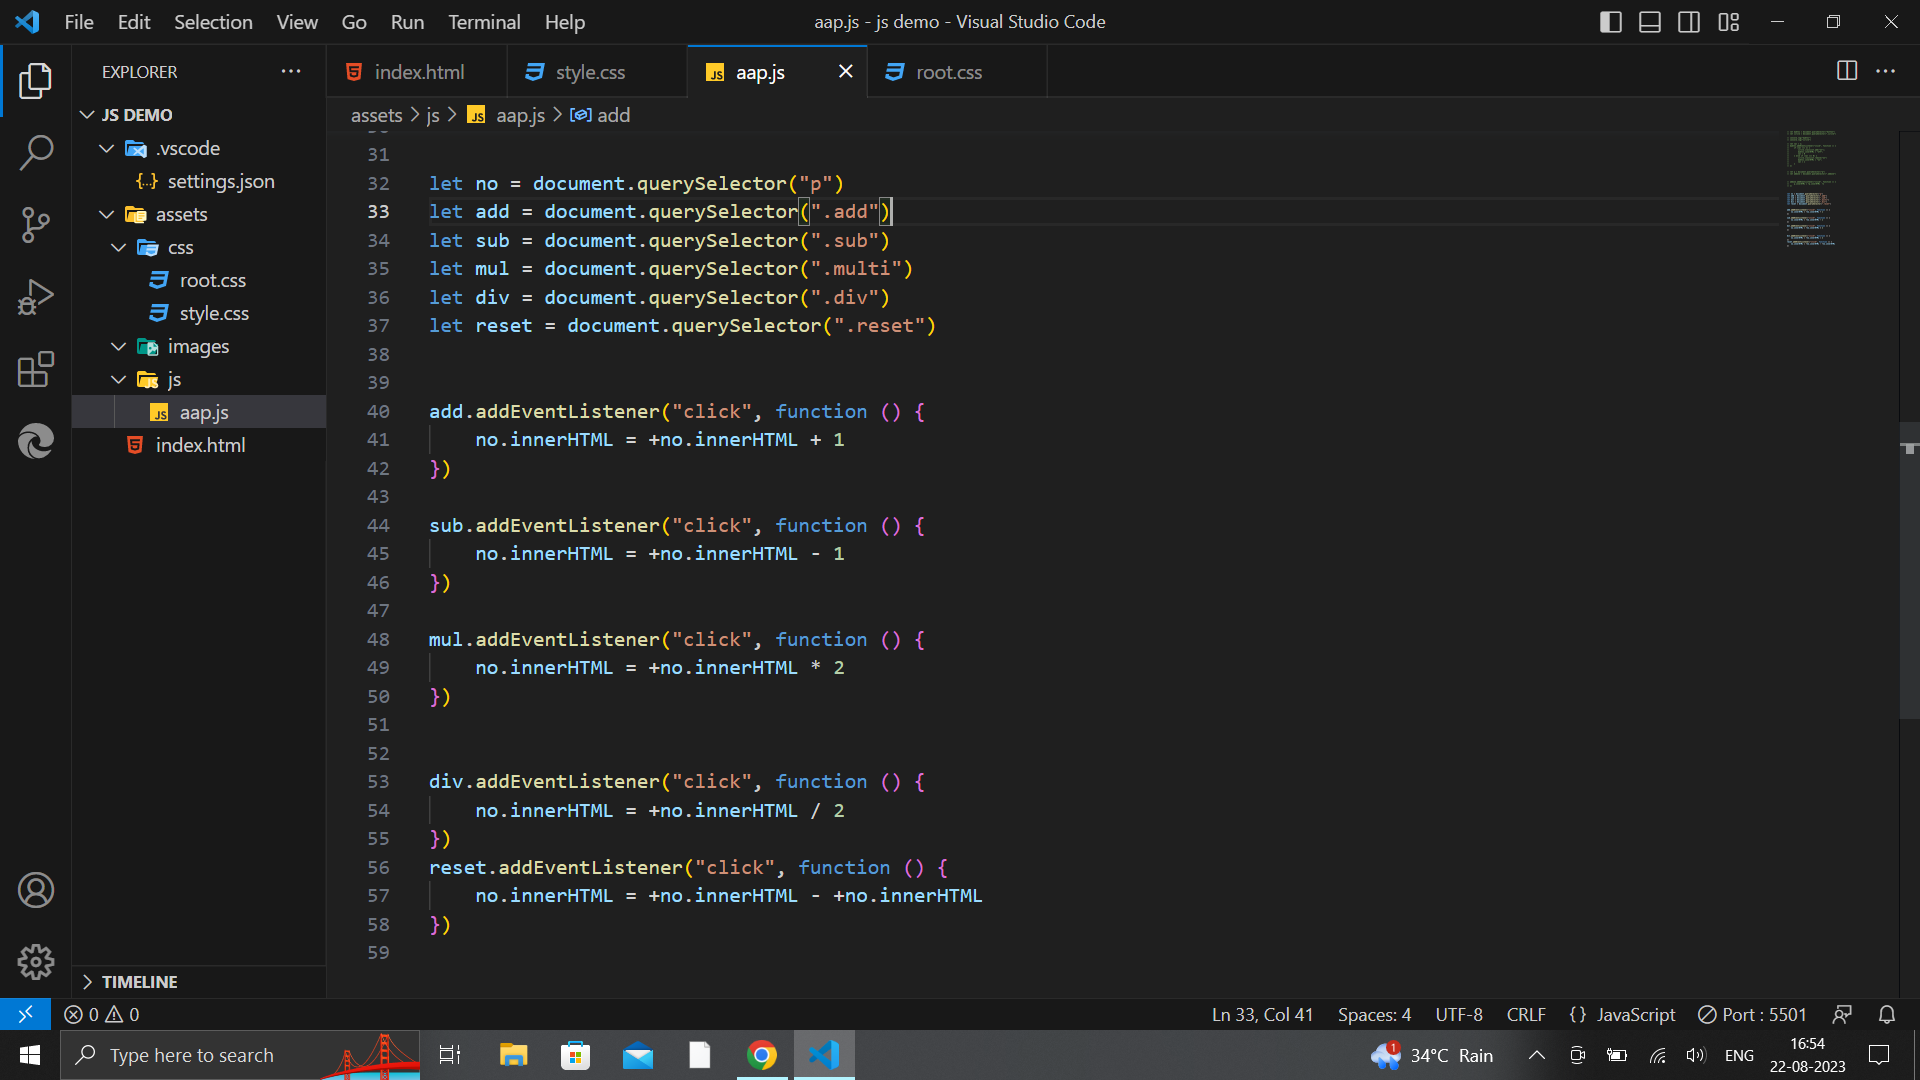 File Edit Selection View Go Run Terminal Help
aap.js - js demo - Visual Studio Code
EXPLORER
JS DEMO
.vscode
settings.json
assets
css
root.css
style.css
images
js
aap.js
index.html
TIMELINE
index.html style.css aap.js root.css
assets > js > aap.js > add
31
32 let no = document.querySelector("p")
33 let add = document.querySelector(".add")
34 let sub = document.querySelector(".sub")
35 let mul = document.querySelector(".multi")
36 let div = document.querySelector(".div")
37 let reset = document.querySelector(".reset")
38
39
40 add.addEventListener("click", function () {
41 no.innerHTML = +no.innerHTML + 1
42 })
43
44 sub.addEventListener("click", function () {
45 no.innerHTML = +no.innerHTML - 1
46 })
47
48 mul.addEventListener("click", function () {
49 no.innerHTML = +no.innerHTML * 2
50 })
51
52
53 div.addEventListener("click", function () {
54 no.innerHTML = +no.innerHTML / 2
55 })
56 reset.addEventListener("click", function () {
57 no.innerHTML = +no.innerHTML - +no.innerHTML
58 })
59
0 0 Ln 33, Col 41 Spaces: 4 UTF-8 CRLF {} JavaScript Port : 5501
Type here to search
1
34°C Rain
ENG
16:54
22-08-2023